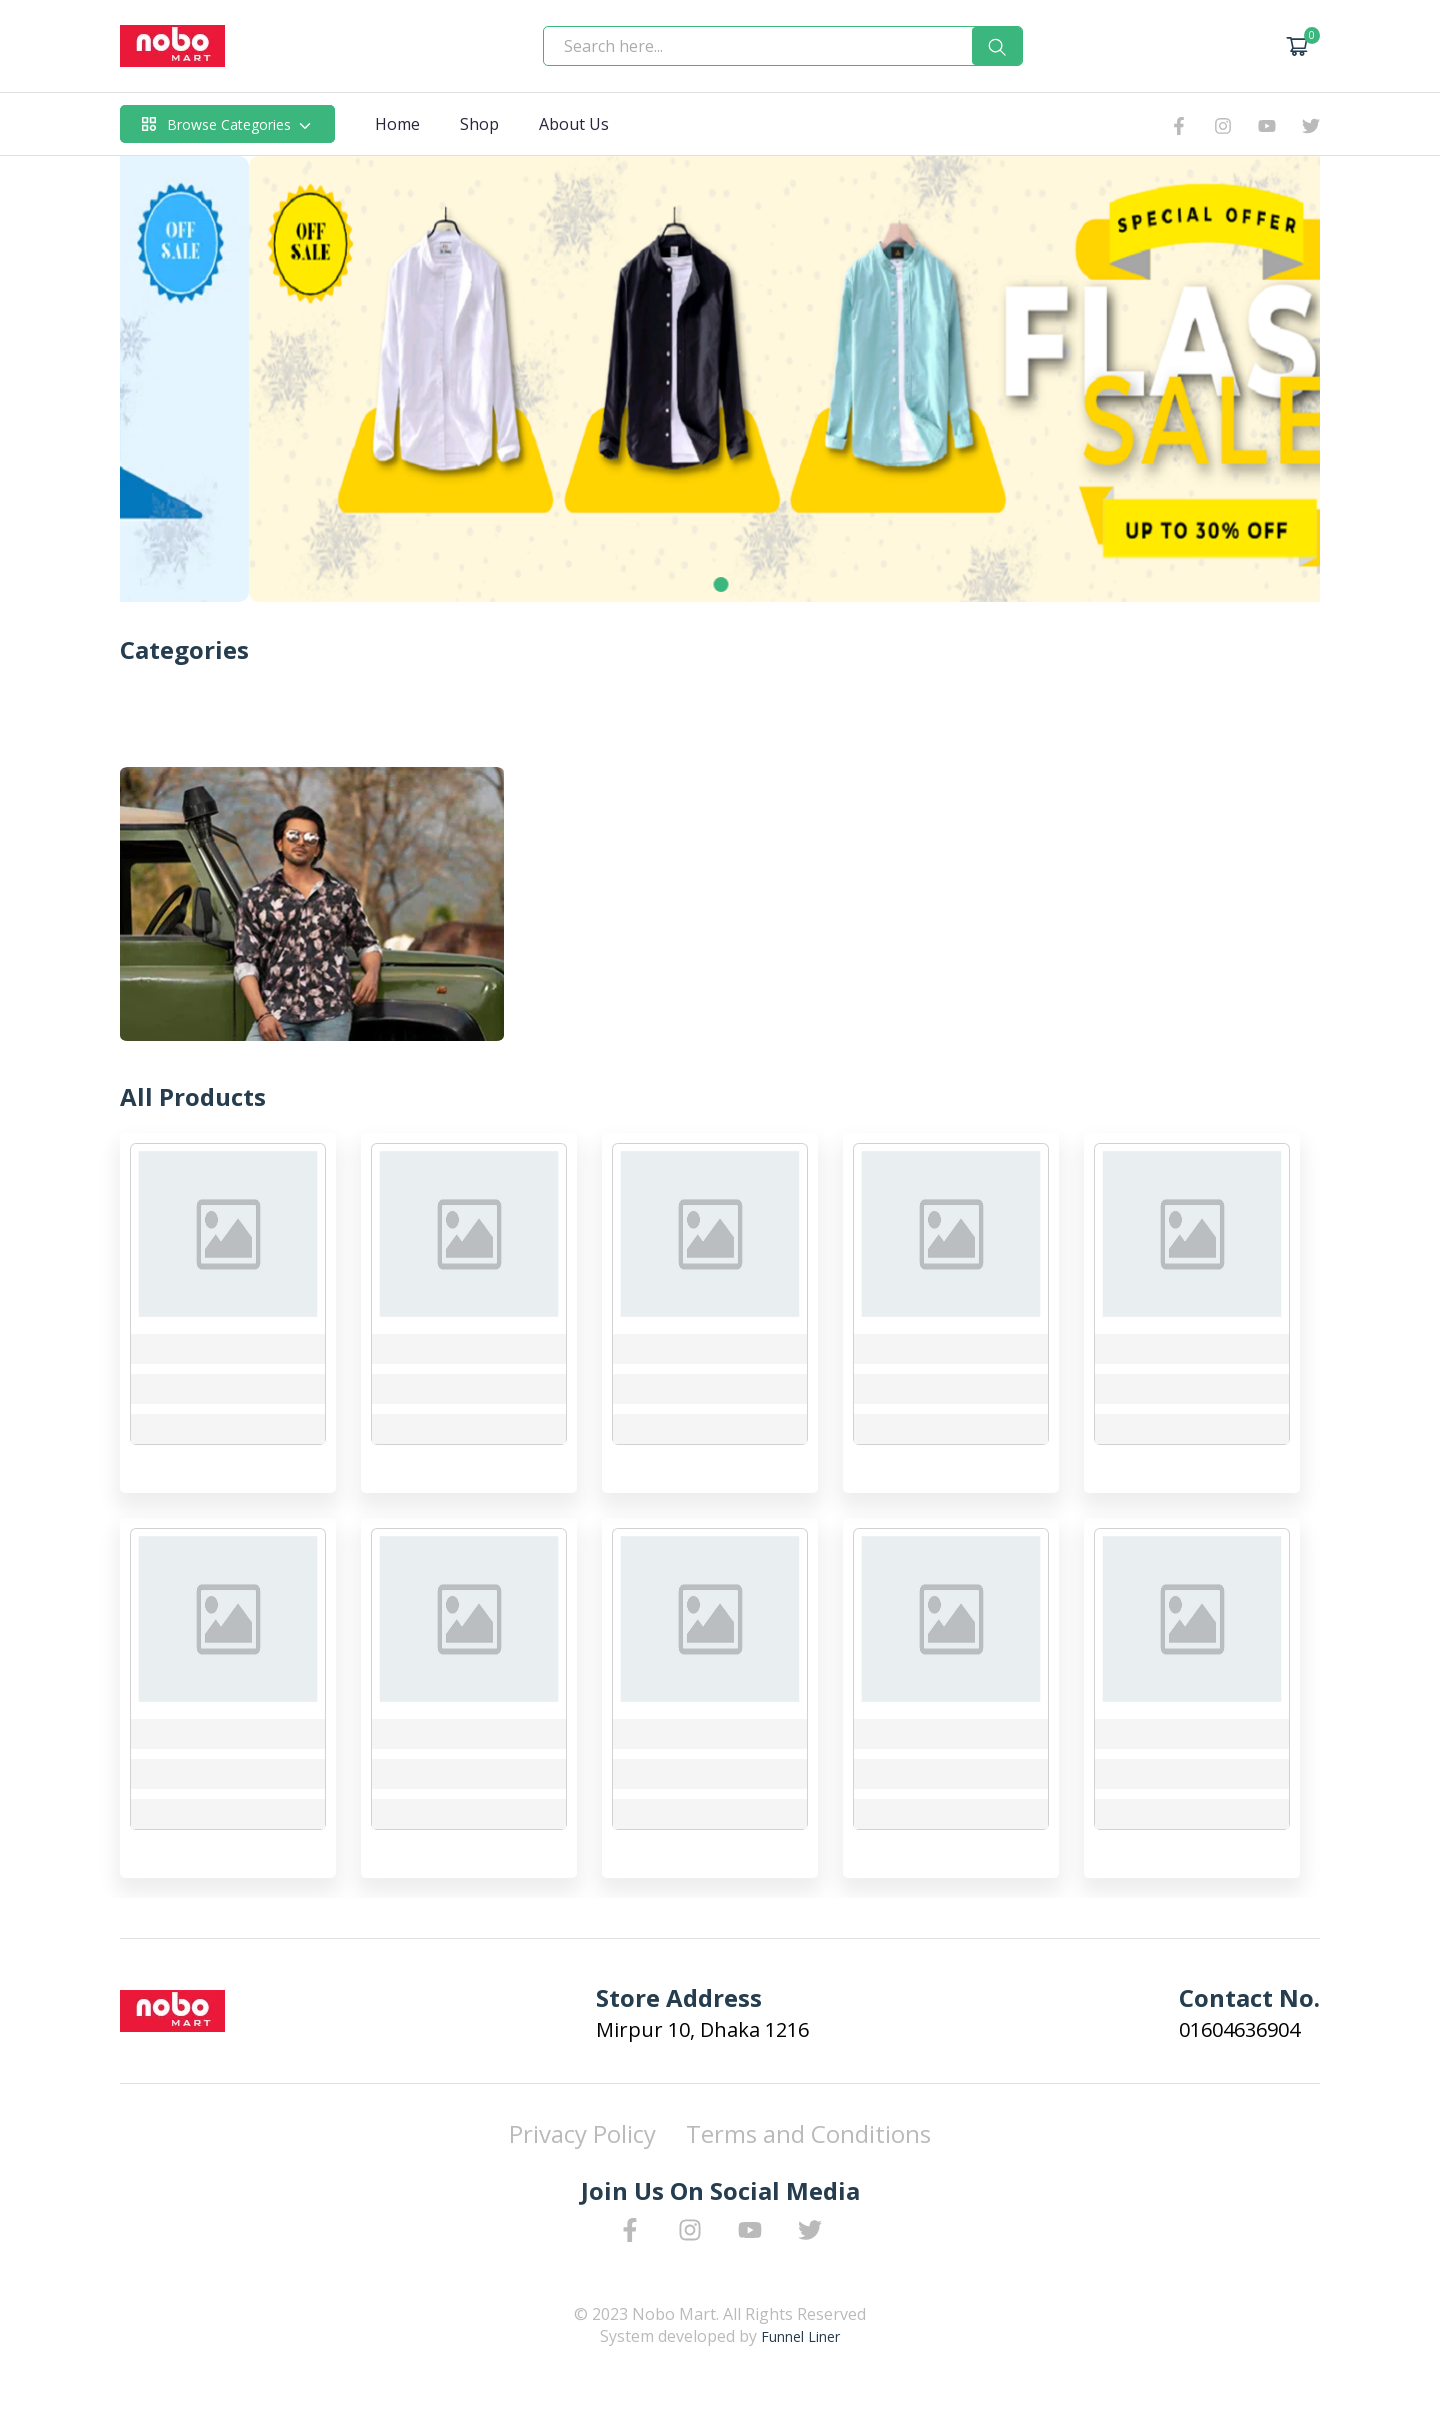 nobo
MART
Search here...
0
Browse Categories
Home
Shop
About Us
OFF
SALE
OFF
SALE
SPECIAL OFFER
FLAS
SALE
UP TO 30% OFF
Categories
All Products
nobo
MART
Store Address
Mirpur 10, Dhaka 1216
Contact No.
01604636904
Privacy Policy
Terms and Conditions
Join Us On Social Media
© 2023 Nobo Mart. All Rights Reserved
System developed by Funnel Liner